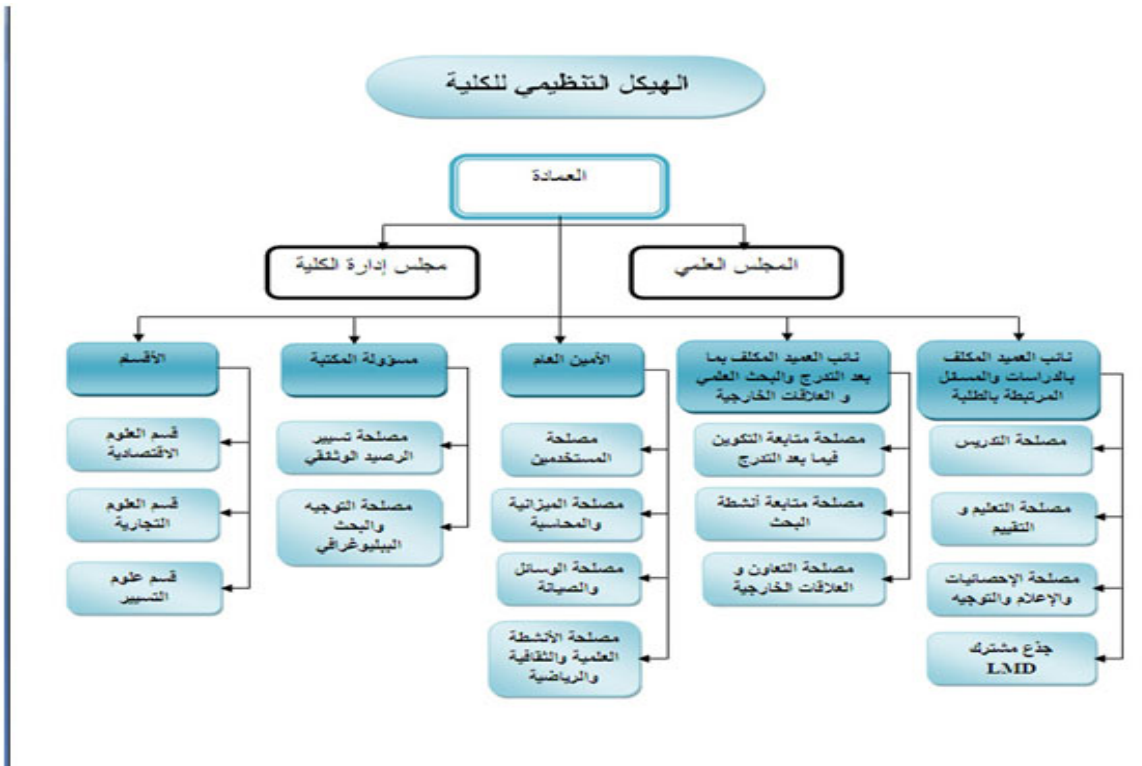 الهيكل التنظيمي للكلية
العمادة
المجلس العلمي
مجلس إدارة الكلية
نائب العميد المكلف
بالدراسات والمسقل
المرتبطة بالطلبة
مصلحة التدريس
مصلحة التعليم و
التقييم
مصلحة الإحصائيات
والإعلام والتوجيه
جذع مشترك
LMD
نائب العميد المكلف بما
بعد التدرج والبحث العلمي
و العلاقات الخارجية
مصلحة متابعة التكوين
فيما بعد التدرج
مصلحة متابعة أنشطة
البحث
مصلحة التعاون و
العلاقات الخارجية
الأمين العام
مصلحة
المستخدمين
مصلحة الميزانية
والمحاسبة
مصلحة الوسائل
والصيانة
مصلحة الأنشطة
العلمية والثقافية
والرياضية
مسؤولة المكتبة
مصلحة تسيير
الرصيد الوثائقي
مصلحة التوجيه
والبحث
الببليوغرافي
الأقسام
قسم العلوم
الاقتصادية
قسم العلوم
التجارية
قسم علوم
التسيير